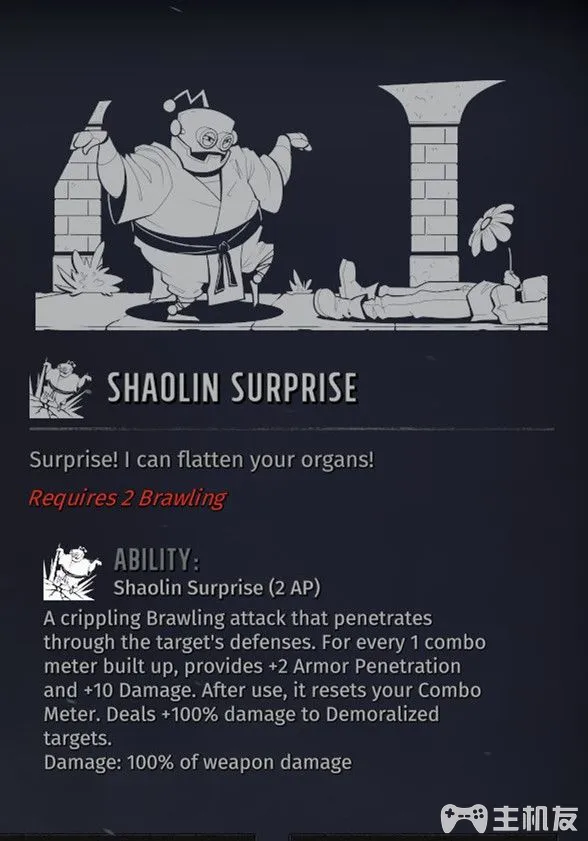 SHAOLIN SURPRISE
Surprise! I can flatten your organs!
Requires 2 Brawling
ABILITY:
Shaolin Surprise (2 AP)
A crippling Brawling attack that penetrates
through the target's defenses. For every 1 combo
meter built up, provides +2 Armor Penetration
and +10 Damage. After use, it resets your Combo
Meter. Deals +100% damage to Demoralized
targets.
Damage: 100% of weapon damage
主机友